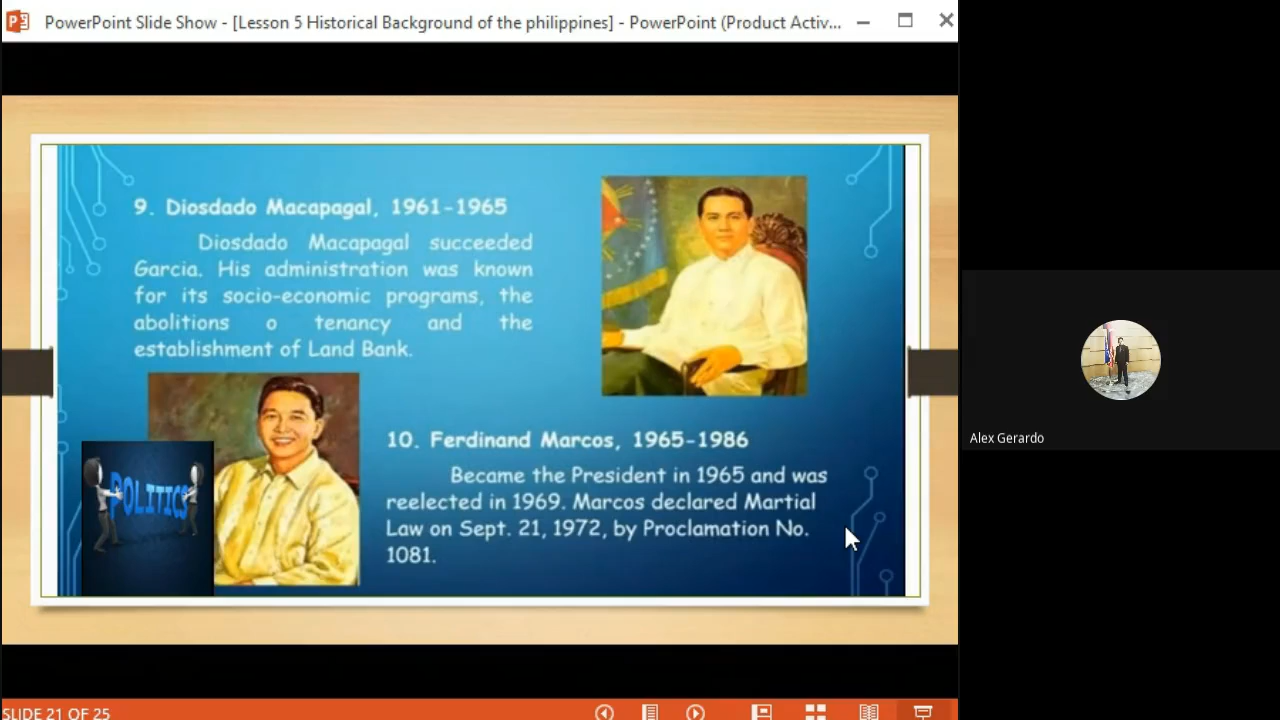 PowerPoint Slide Show - [Lesson 5 Historical Background of the philippines] - PowerPoint (Product Activ...
9. Diosdado Macapagal, 1961-1965
Diosdado Macapagal succeeded
Garcia. His administration was known
for its socio-economic programs, the
abolitions o tenancy and the
establishment of Land Bank.
POLITICS
10. Ferdinand Marcos, 1965-1986
Became the President in 1965 and was
reelected in 1969. Marcos declared Martial
Law on Sept. 21, 1972, by Proclamation No.
1081.
Alex Gerardo
SLIDE 21 OF 25